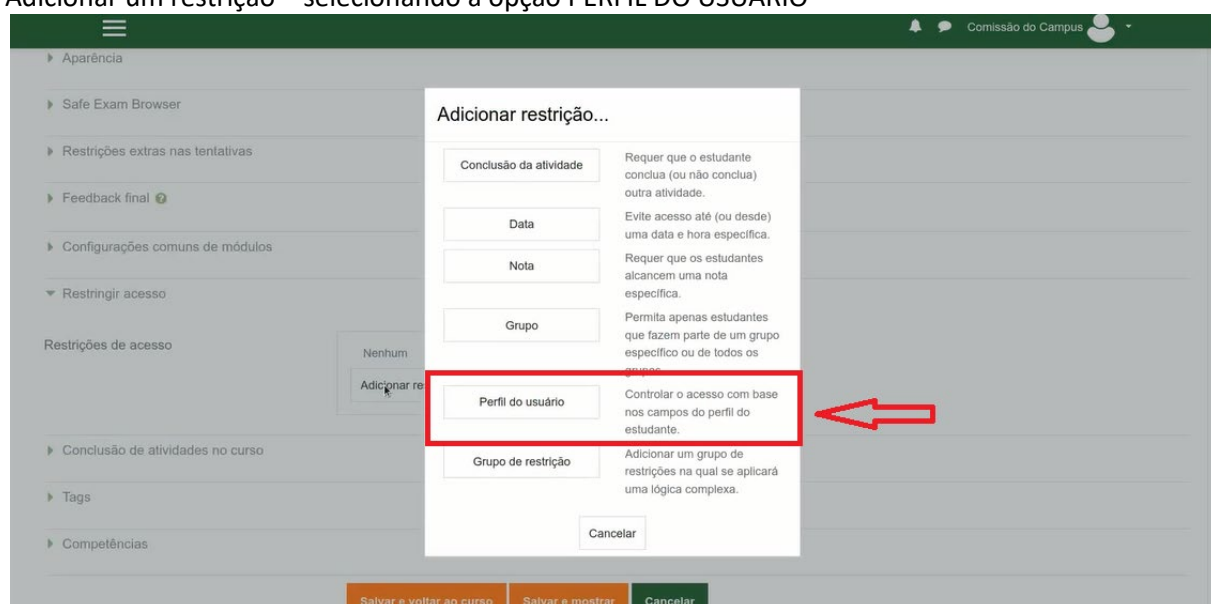 Adicionar um restrição – selecionando a opção PERFIL DO USUÁRIO
Comissão do Campus
Aparência
Safe Exam Browser
Restrições extras nas tentativas
Feedback final
Configurações comuns de módulos
Restringir acesso
Restrições de acesso
Nenhum
Adicionar re
Conclusão de atividades no curso
Tags
Competências
Adicionar restrição...
Conclusão da atividade
Requer que o estudante
conclua (ou não conclua)
outra atividade.
Data
Evite acesso até (ou desde)
uma data e hora específica.
Nota
Requer que os estudantes
alcancem uma nota
específica.
Grupo
Permita apenas estudantes
que fazem parte de um grupo
específico ou de todos os
grupos.
Perfil do usuário
Controlar o acesso com base
nos campos do perfil do
estudante.
Grupo de restrição
Adicionar um grupo de
restrições na qual se aplicará
uma lógica complexa.
Cancelar
Salvar e voltar ao curso
Salvar e mostrar
Cancelar